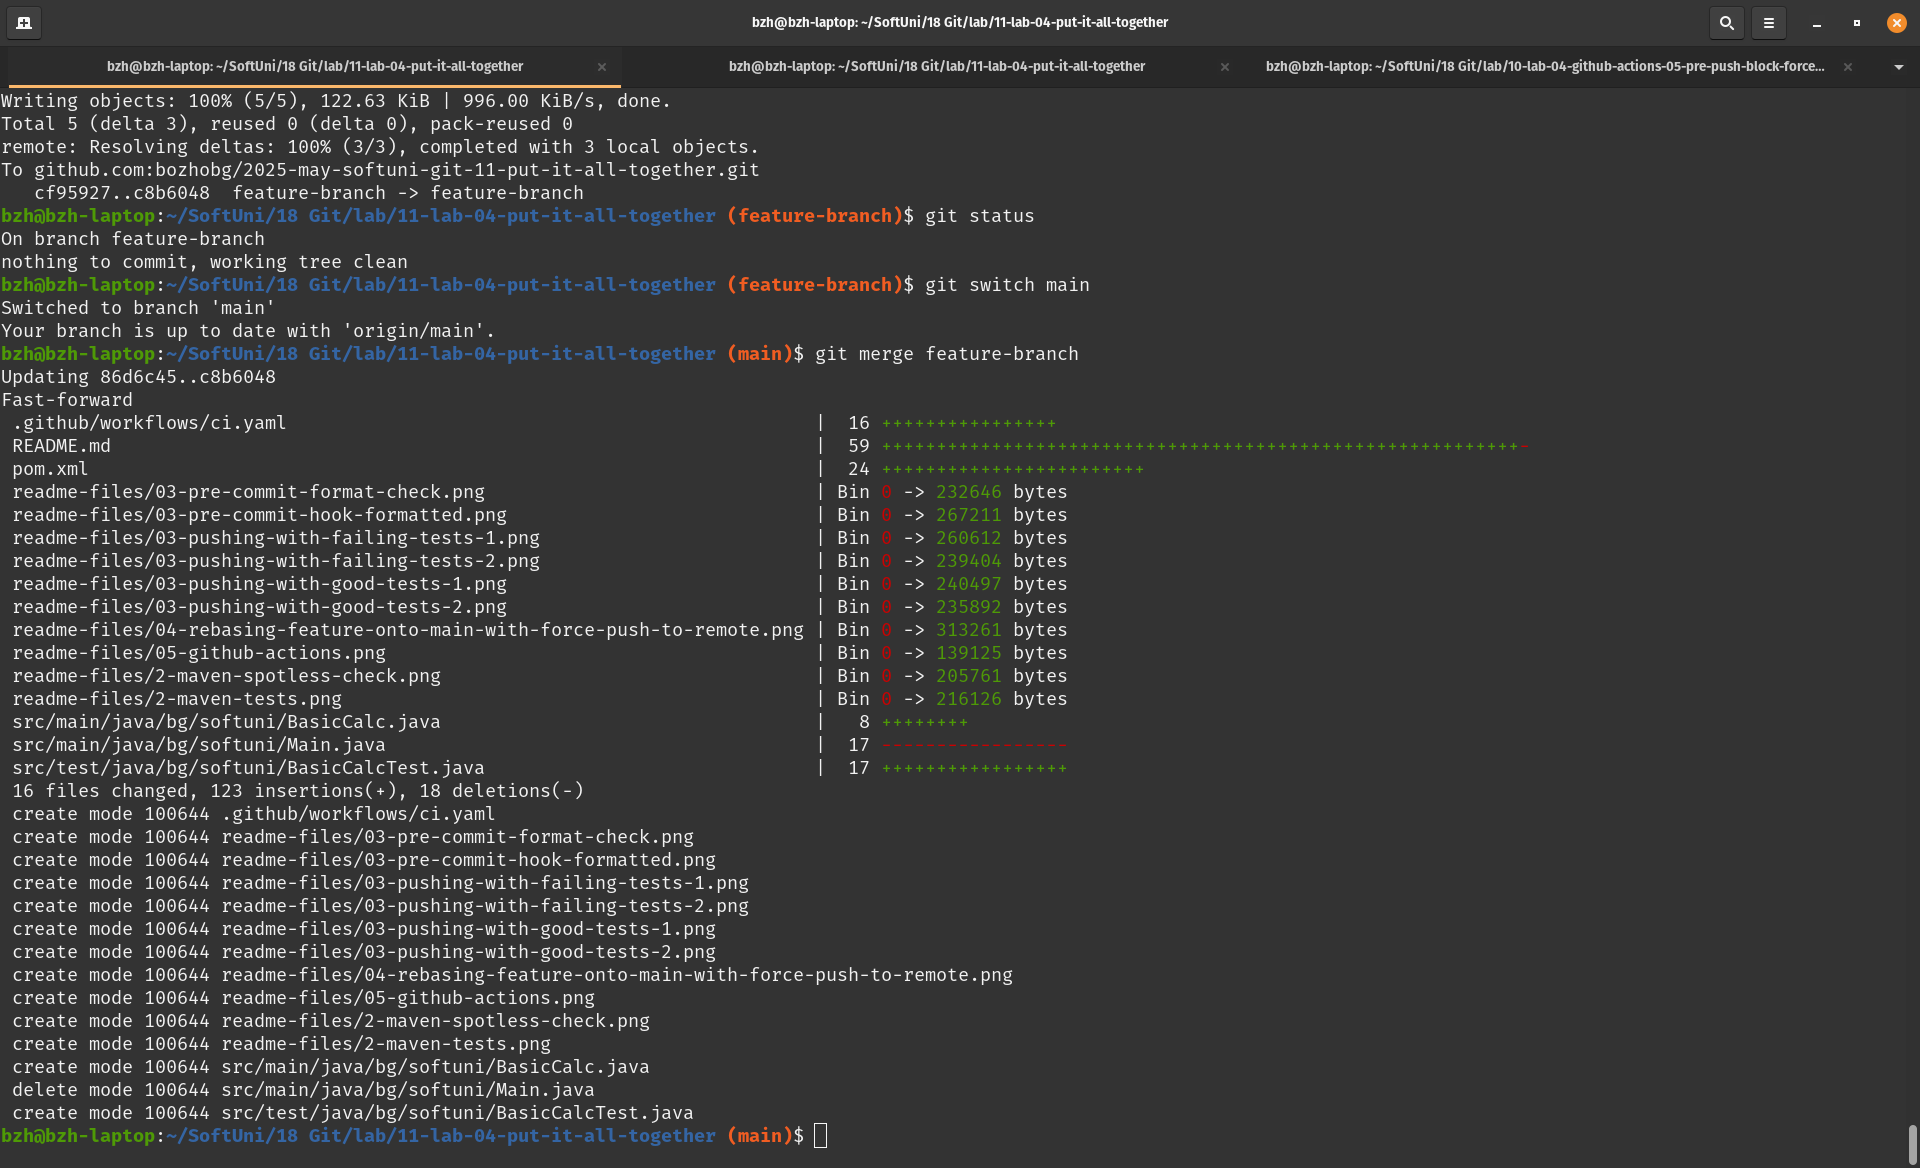 bzh@bzh-laptop: ~/SoftUni/18 Git/lab/11-lab-04-put-it-all-together
bzh@bzh-laptop: ~/SoftUni/18 Git/lab/11-lab-04-put-it-all-together
bzh@bzh-laptop: ~/SoftUni/18 Git/lab/11-lab-04-put-it-all-together
bzh@bzh-laptop: ~/SoftUni/18 Git/lab/10-lab-04-github-actions-05-pre-push-block-force...
Writing objects: 100% (5/5), 122.63 KiB | 996.00 KiB/s, done.
Total 5 (delta 3), reused 0 (delta 0), pack-reused 0
remote: Resolving deltas: 100% (3/3), completed with 3 local objects.
To github.com:bozhobg/2025-may-softuni-git-11-put-it-all-together.git
   cf95927..c8b6048  feature-branch -> feature-branch
bzh@bzh-laptop:~/SoftUni/18 Git/lab/11-lab-04-put-it-all-together (feature-branch)$ git status
On branch feature-branch
nothing to commit, working tree clean
bzh@bzh-laptop:~/SoftUni/18 Git/lab/11-lab-04-put-it-all-together (feature-branch)$ git switch main
Switched to branch 'main'
Your branch is up to date with 'origin/main'.
bzh@bzh-laptop:~/SoftUni/18 Git/lab/11-lab-04-put-it-all-together (main)$ git merge feature-branch
Updating 86d6c45..c8b6048
Fast-forward
 .github/workflows/ci.yaml | 16 ++++++++++++++++
 README.md | 59 ++++++++++++++++++++++++++++++++++++++++++++++++++++++++++-
 pom.xml | 24 ++++++++++++++++++++++++
 readme-files/03-pre-commit-format-check.png | Bin 0 -> 232646 bytes
 readme-files/03-pre-commit-hook-formatted.png | Bin 0 -> 267211 bytes
 readme-files/03-pushing-with-failing-tests-1.png | Bin 0 -> 260612 bytes
 readme-files/03-pushing-with-failing-tests-2.png | Bin 0 -> 239404 bytes
 readme-files/03-pushing-with-good-tests-1.png | Bin 0 -> 240497 bytes
 readme-files/03-pushing-with-good-tests-2.png | Bin 0 -> 235892 bytes
 readme-files/04-rebasing-feature-onto-main-with-force-push-to-remote.png | Bin 0 -> 313261 bytes
 readme-files/05-github-actions.png | Bin 0 -> 139125 bytes
 readme-files/2-maven-spotless-check.png | Bin 0 -> 205761 bytes
 readme-files/2-maven-tests.png | Bin 0 -> 216126 bytes
 src/main/java/bg/softuni/BasicCalc.java | 8 ++++++++
 src/main/java/bg/softuni/Main.java | 17 -----------------
 src/test/java/bg/softuni/BasicCalcTest.java | 17 +++++++++++++++++
 16 files changed, 123 insertions(+), 18 deletions(-)
 create mode 100644 .github/workflows/ci.yaml
 create mode 100644 readme-files/03-pre-commit-format-check.png
 create mode 100644 readme-files/03-pre-commit-hook-formatted.png
 create mode 100644 readme-files/03-pushing-with-failing-tests-1.png
 create mode 100644 readme-files/03-pushing-with-failing-tests-2.png
 create mode 100644 readme-files/03-pushing-with-good-tests-1.png
 create mode 100644 readme-files/03-pushing-with-good-tests-2.png
 create mode 100644 readme-files/04-rebasing-feature-onto-main-with-force-push-to-remote.png
 create mode 100644 readme-files/05-github-actions.png
 create mode 100644 readme-files/2-maven-spotless-check.png
 create mode 100644 readme-files/2-maven-tests.png
 create mode 100644 src/main/java/bg/softuni/BasicCalc.java
 delete mode 100644 src/main/java/bg/softuni/Main.java
 create mode 100644 src/test/java/bg/softuni/BasicCalcTest.java
bzh@bzh-laptop:~/SoftUni/18 Git/lab/11-lab-04-put-it-all-together (main)$